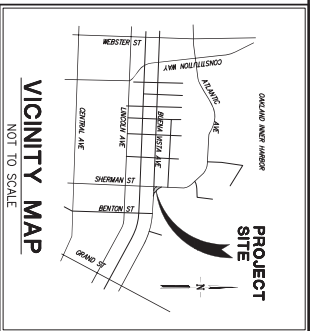 WEBSTER ST
CONSTITUTION WAY
ATLANTIC
AVE
OAKLAND INNER HARBOR
CENTRAL AVE
LINCOLN AVE
BUENA VISTA AVE
SHERMAN ST
BENTON ST
GRAND ST
PROJECT
SITE
N
VICINITY MAP
NOT TO SCALE